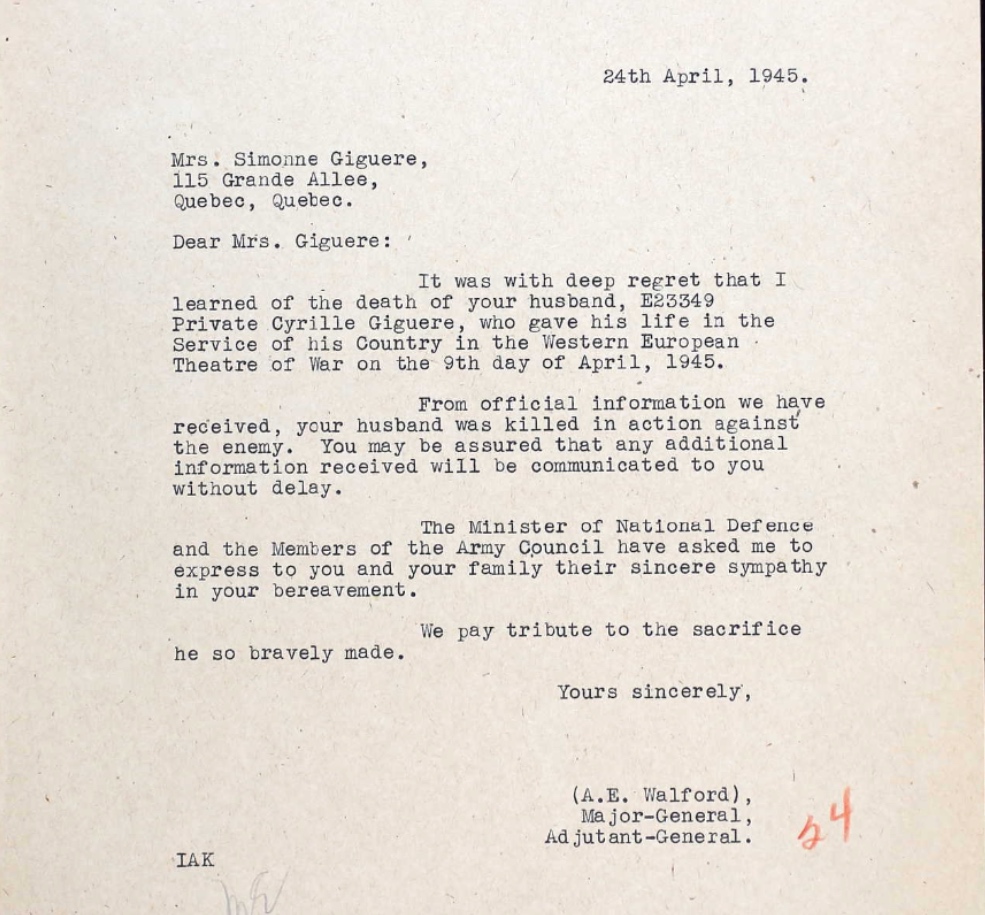 24th April, 1945.
Mrs. Simonne Giguere,
115 Grande Allee,
Quebec, Quebec.
Dear Mrs. Giguere:
It was with deep regret that I
learned of the death of your husband, E23349
Private Cyrille Giguere, who gave his life in the
Service of his Country in the Western European
Theatre of War on the 9th day of April, 1945.
From official information we have
received, your husband was killed in action against
the enemy. You may be assured that any additional
information received will be communicated to you
without delay.
The Minister of National Defence
and the Members of the Army Council have asked me to
express to you and your family their sincere sympathy
in your bereavement.
We pay tribute to the sacrifice
he so bravely made.
Yours sincerely,
(A.E. Walford),
Major-General,
Adjutant-General.
24
IAK